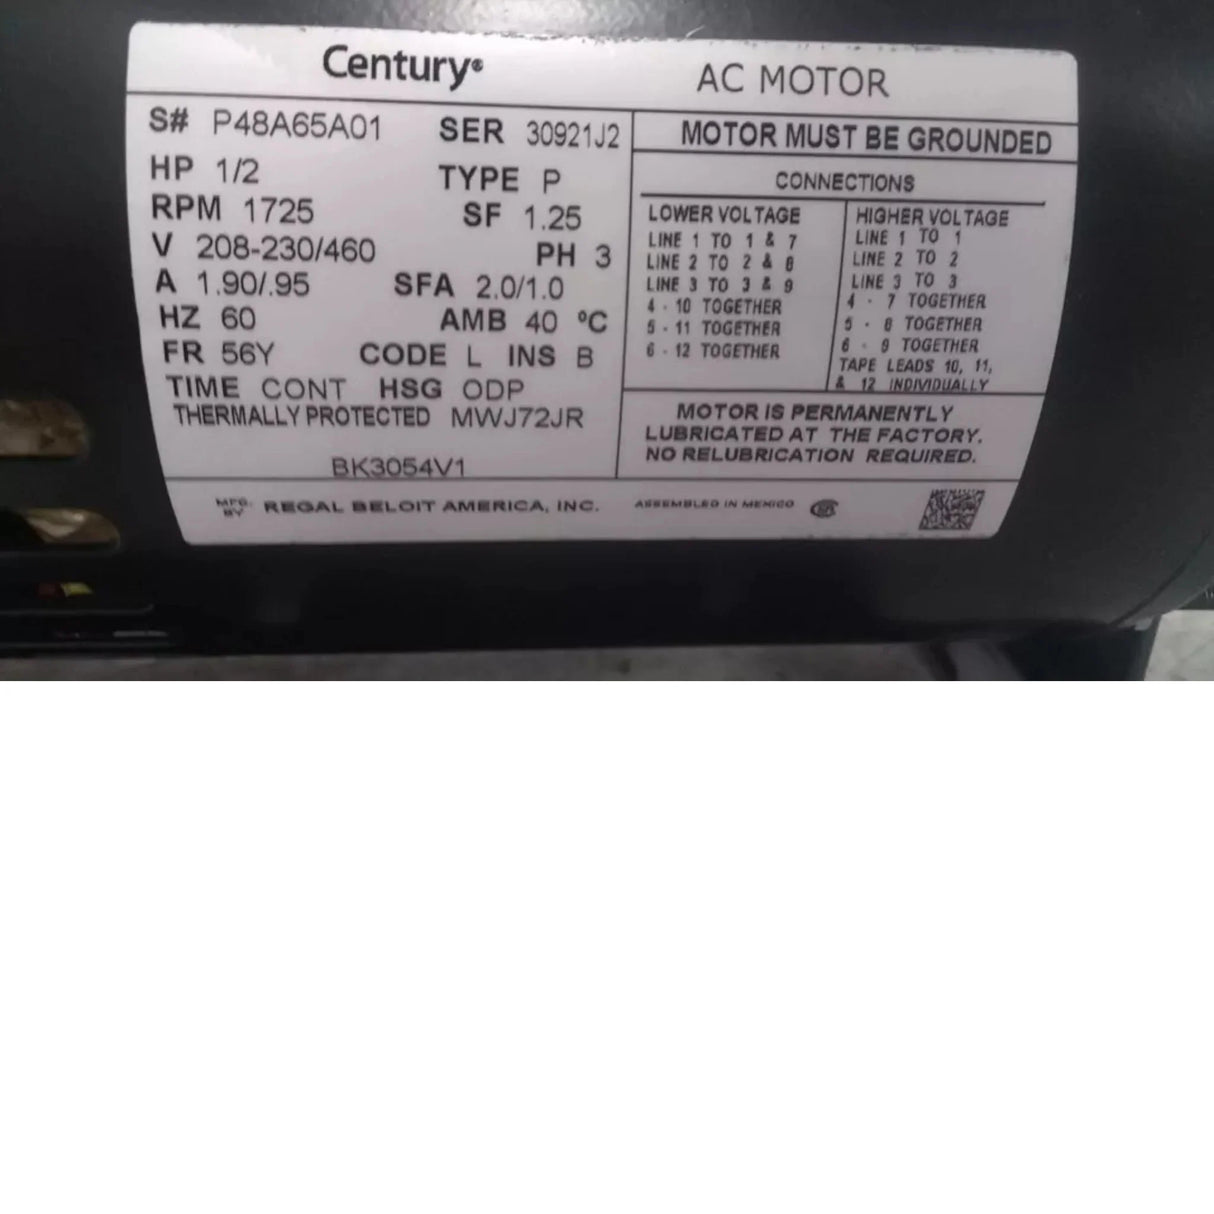 Century®
AC MOTOR
S# P48A65A01 SER 30921J2
HP 1/2 TYPE P
RPM 1725 SF 1.25
V 208-230/460 PH 3
A 1.90/.95 SFA 2.0/1.0
HZ 60 AMB 40 ºC
FR 56Y CODE L INS B
TIME CONT HSG ODP
THERMALLY PROTECTED MWJ72JR
BK3054V1
MOTOR MUST BE GROUNDED
CONNECTIONS
LOWER VOLTAGE
LINE 1 TO 1 & 7
LINE 2 TO 2 & 8
LINE 3 TO 3 & 9
4 - 10 TOGETHER
5 - 11 TOGETHER
6 - 12 TOGETHER
HIGHER VOLTAGE
LINE 1 TO 1
LINE 2 TO 2
LINE 3 TO 3
4 - 7 TOGETHER
5 - 8 TOGETHER
6 - 9 TOGETHER
TAPE LEADS 10, 11,
& 12 INDIVIDUALLY
MOTOR IS PERMANENTLY
LUBRICATED AT THE FACTORY.
NO RELUBRICATION REQUIRED.
MFG. BY REGAL BELOIT AMERICA, INC. ASSEMBLED IN MEXICO